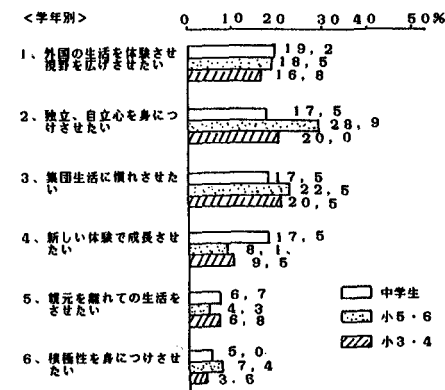 <学年別>
0 10 20 30 40 50%
1、外国の生活を体験させ
視野を広げさせたい
19,2
18,5
16,8
2、独立、自立心を身につ
けさせたい
17,5
28,9
20,0
3、集団生活に慣れさせた
い
17,5
22,5
20,5
4、新しい体験で成長させ
たい
17,5
8,1
9,5
5、親元を離れての生活を
させたい
6,7
4,3
6,8
6、積極性を身につけさせ
たい
5,0
7,4
3,6
中学生
小5・6
小3・4